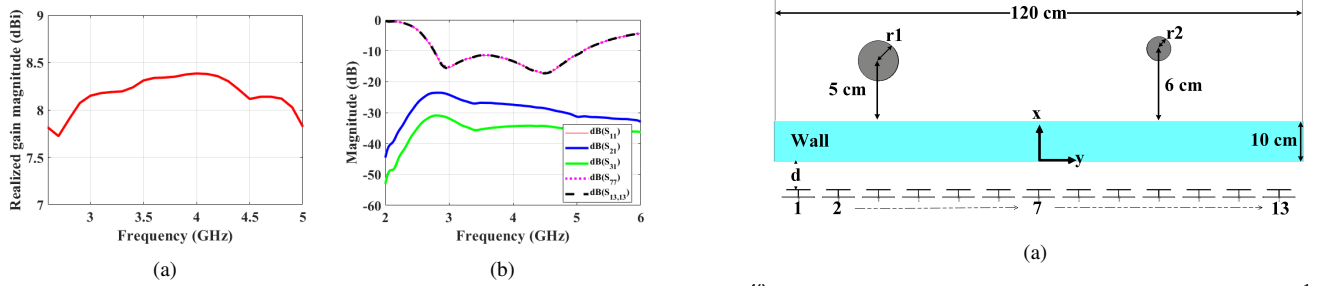 Realized gain magnitude (dBi)
9
8.5
8
7.5
7
3
3.5
4
4.5
5
Frequency (GHz)
(a)
Magnitude (dB)
0
-10
-20
-30
-40
-50
-60
dB(S11)
dB(S21)
dB(S31)
dB(S77)
dB(S13,13)
2
3
4
5
6
Frequency (GHz)
(b)
120 cm
r1
r2
5 cm
6 cm
Wall
x
y
10 cm
d
1
2
7
13
(a)